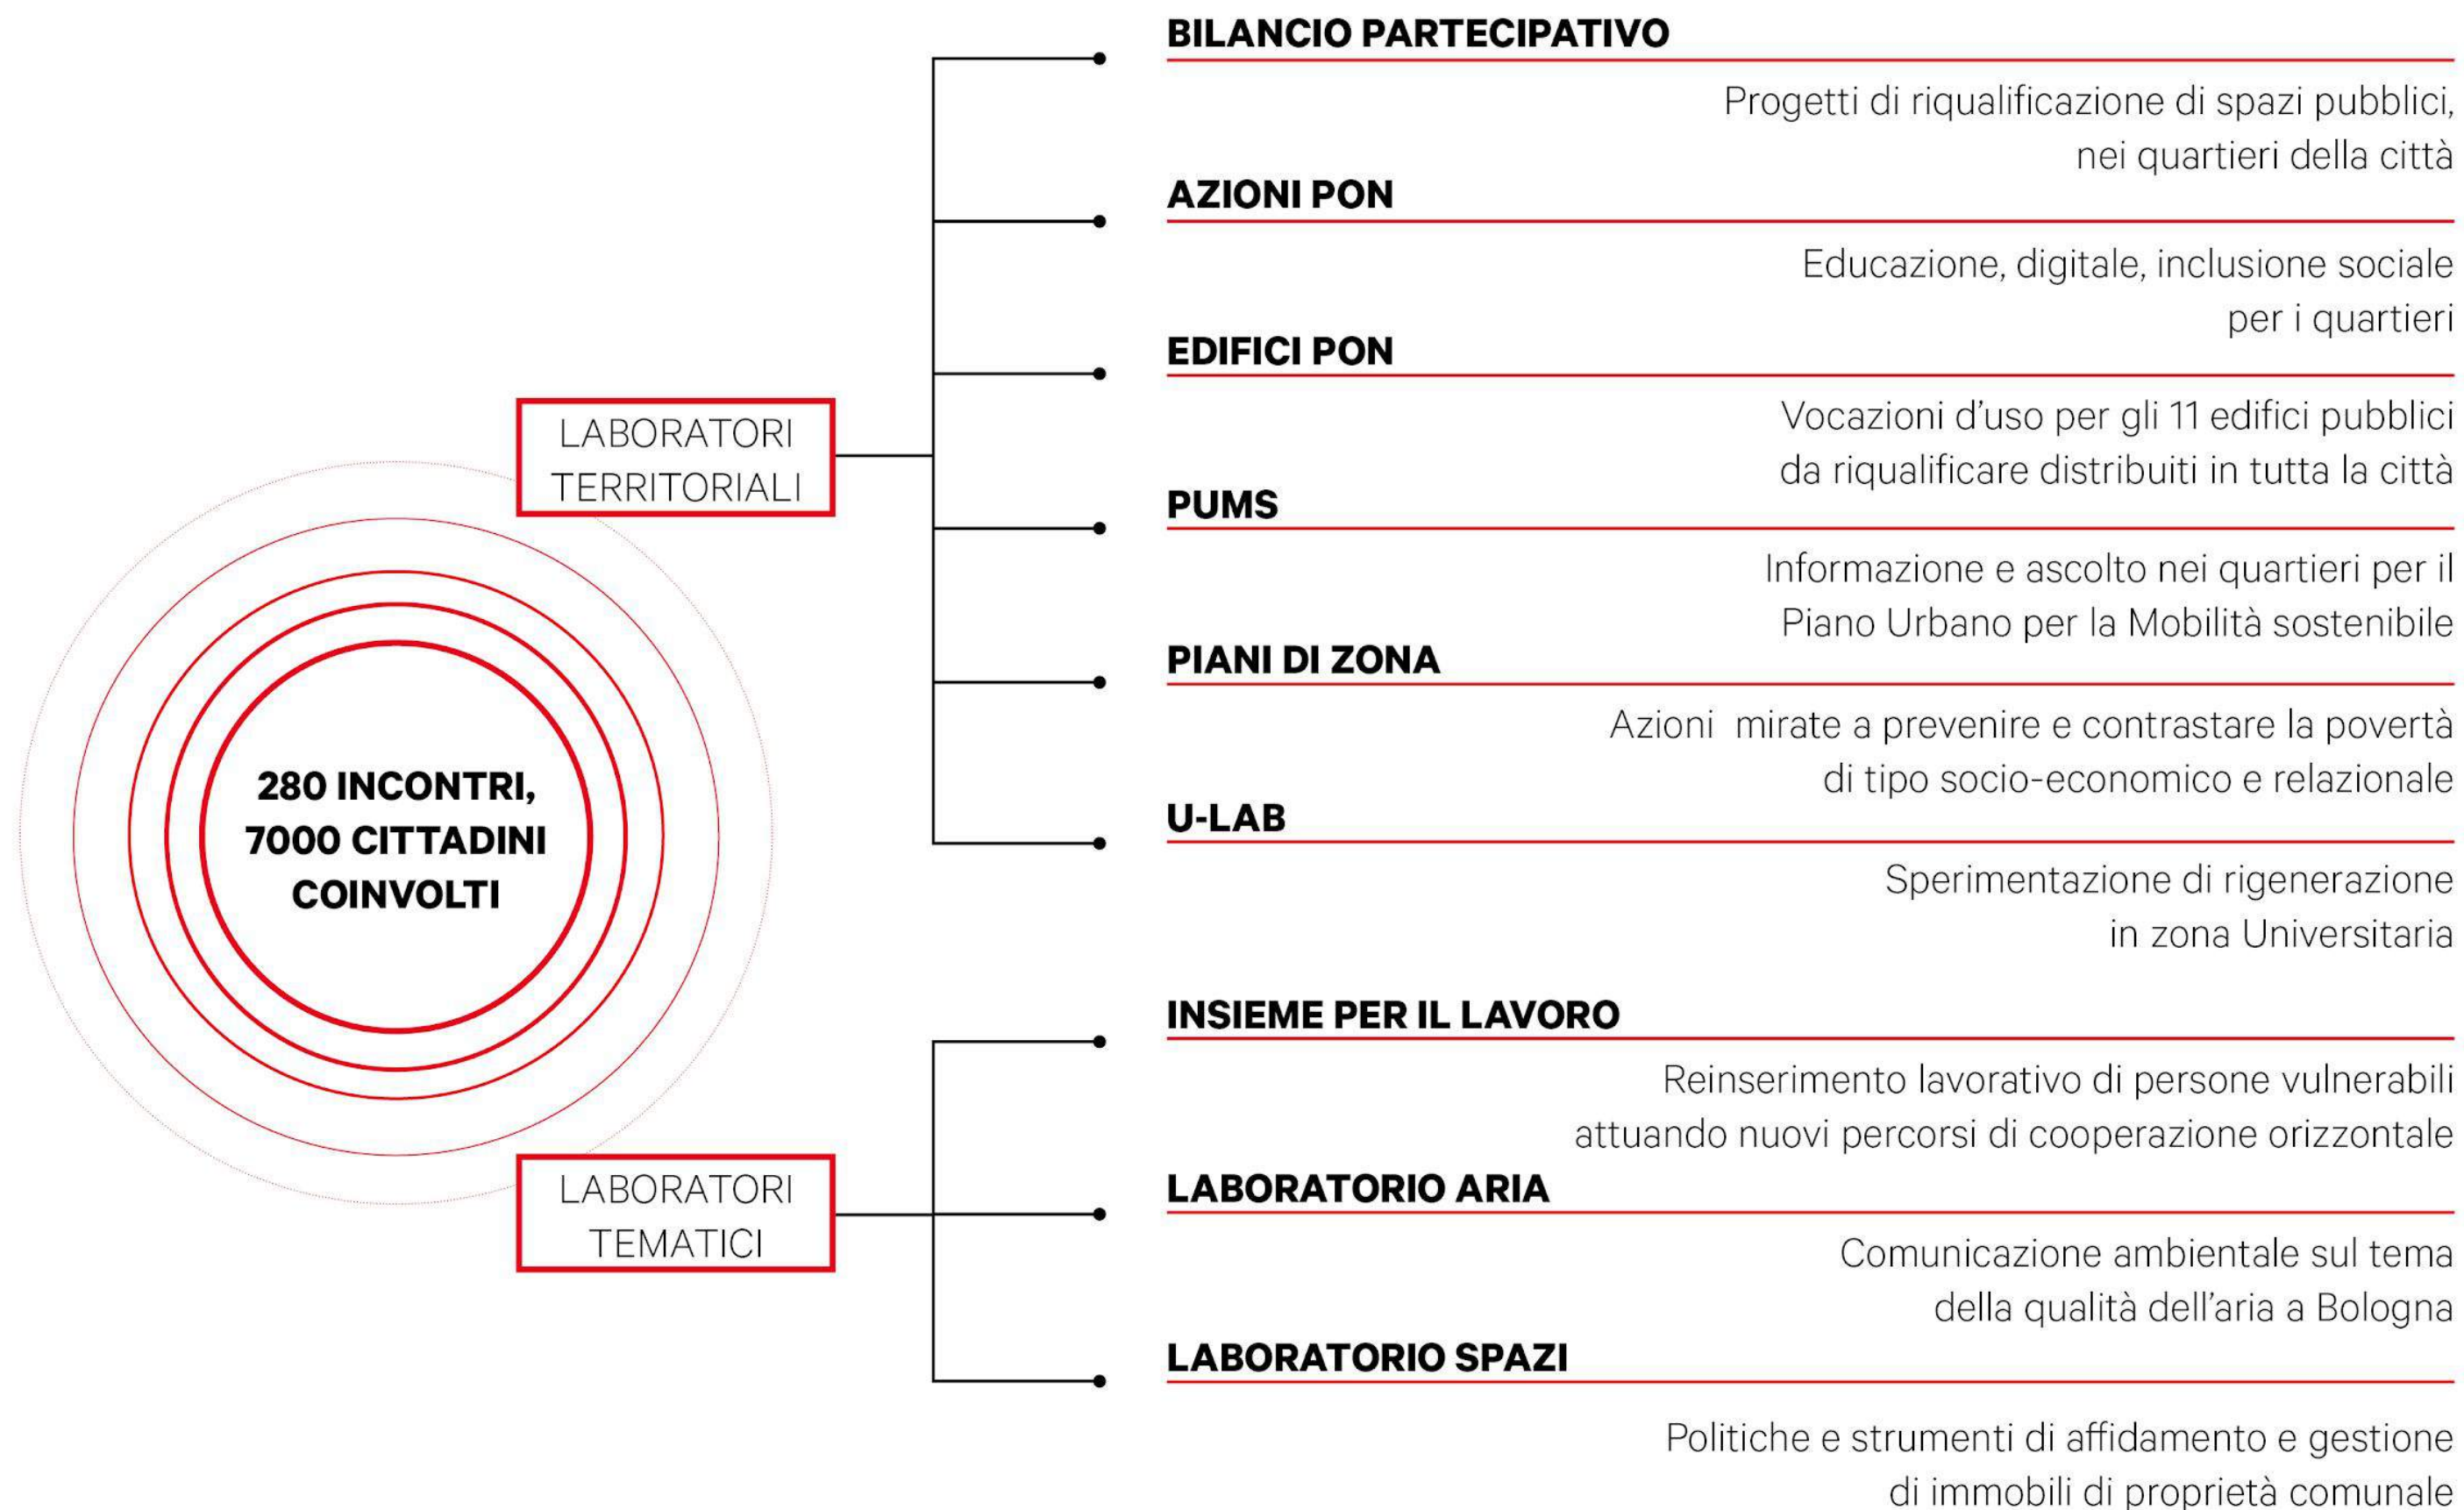 280 INCONTRI,
7000 CITTADINI
COINVOLTI
LABORATORI
TERRITORIALI
BILANCIO PARTECIPATIVO
Progetti di riqualificazione di spazi pubblici,
nei quartieri della città
AZIONI PON
Educazione, digitale, inclusione sociale
per i quartieri
EDIFICI PON
Vocazioni d'uso per gli 11 edifici pubblici
da riqualificare distribuiti in tutta la città
PUMS
Informazione e ascolto nei quartieri per il
Piano Urbano per la Mobilità sostenibile
PIANI DI ZONA
Azioni mirate a prevenire e contrastare la povertà
di tipo socio-economico e relazionale
U-LAB
Sperimentazione di rigenerazione
in zona Universitaria
LABORATORI
TEMATICI
INSIEME PER IL LAVORO
Reinserimento lavorativo di persone vulnerabili
attuando nuovi percorsi di cooperazione orizzontale
LABORATORIO ARIA
Comunicazione ambientale sul tema
della qualità dell'aria a Bologna
LABORATORIO SPAZI
Politiche e strumenti di affidamento e gestione
di immobili di proprietà comunale